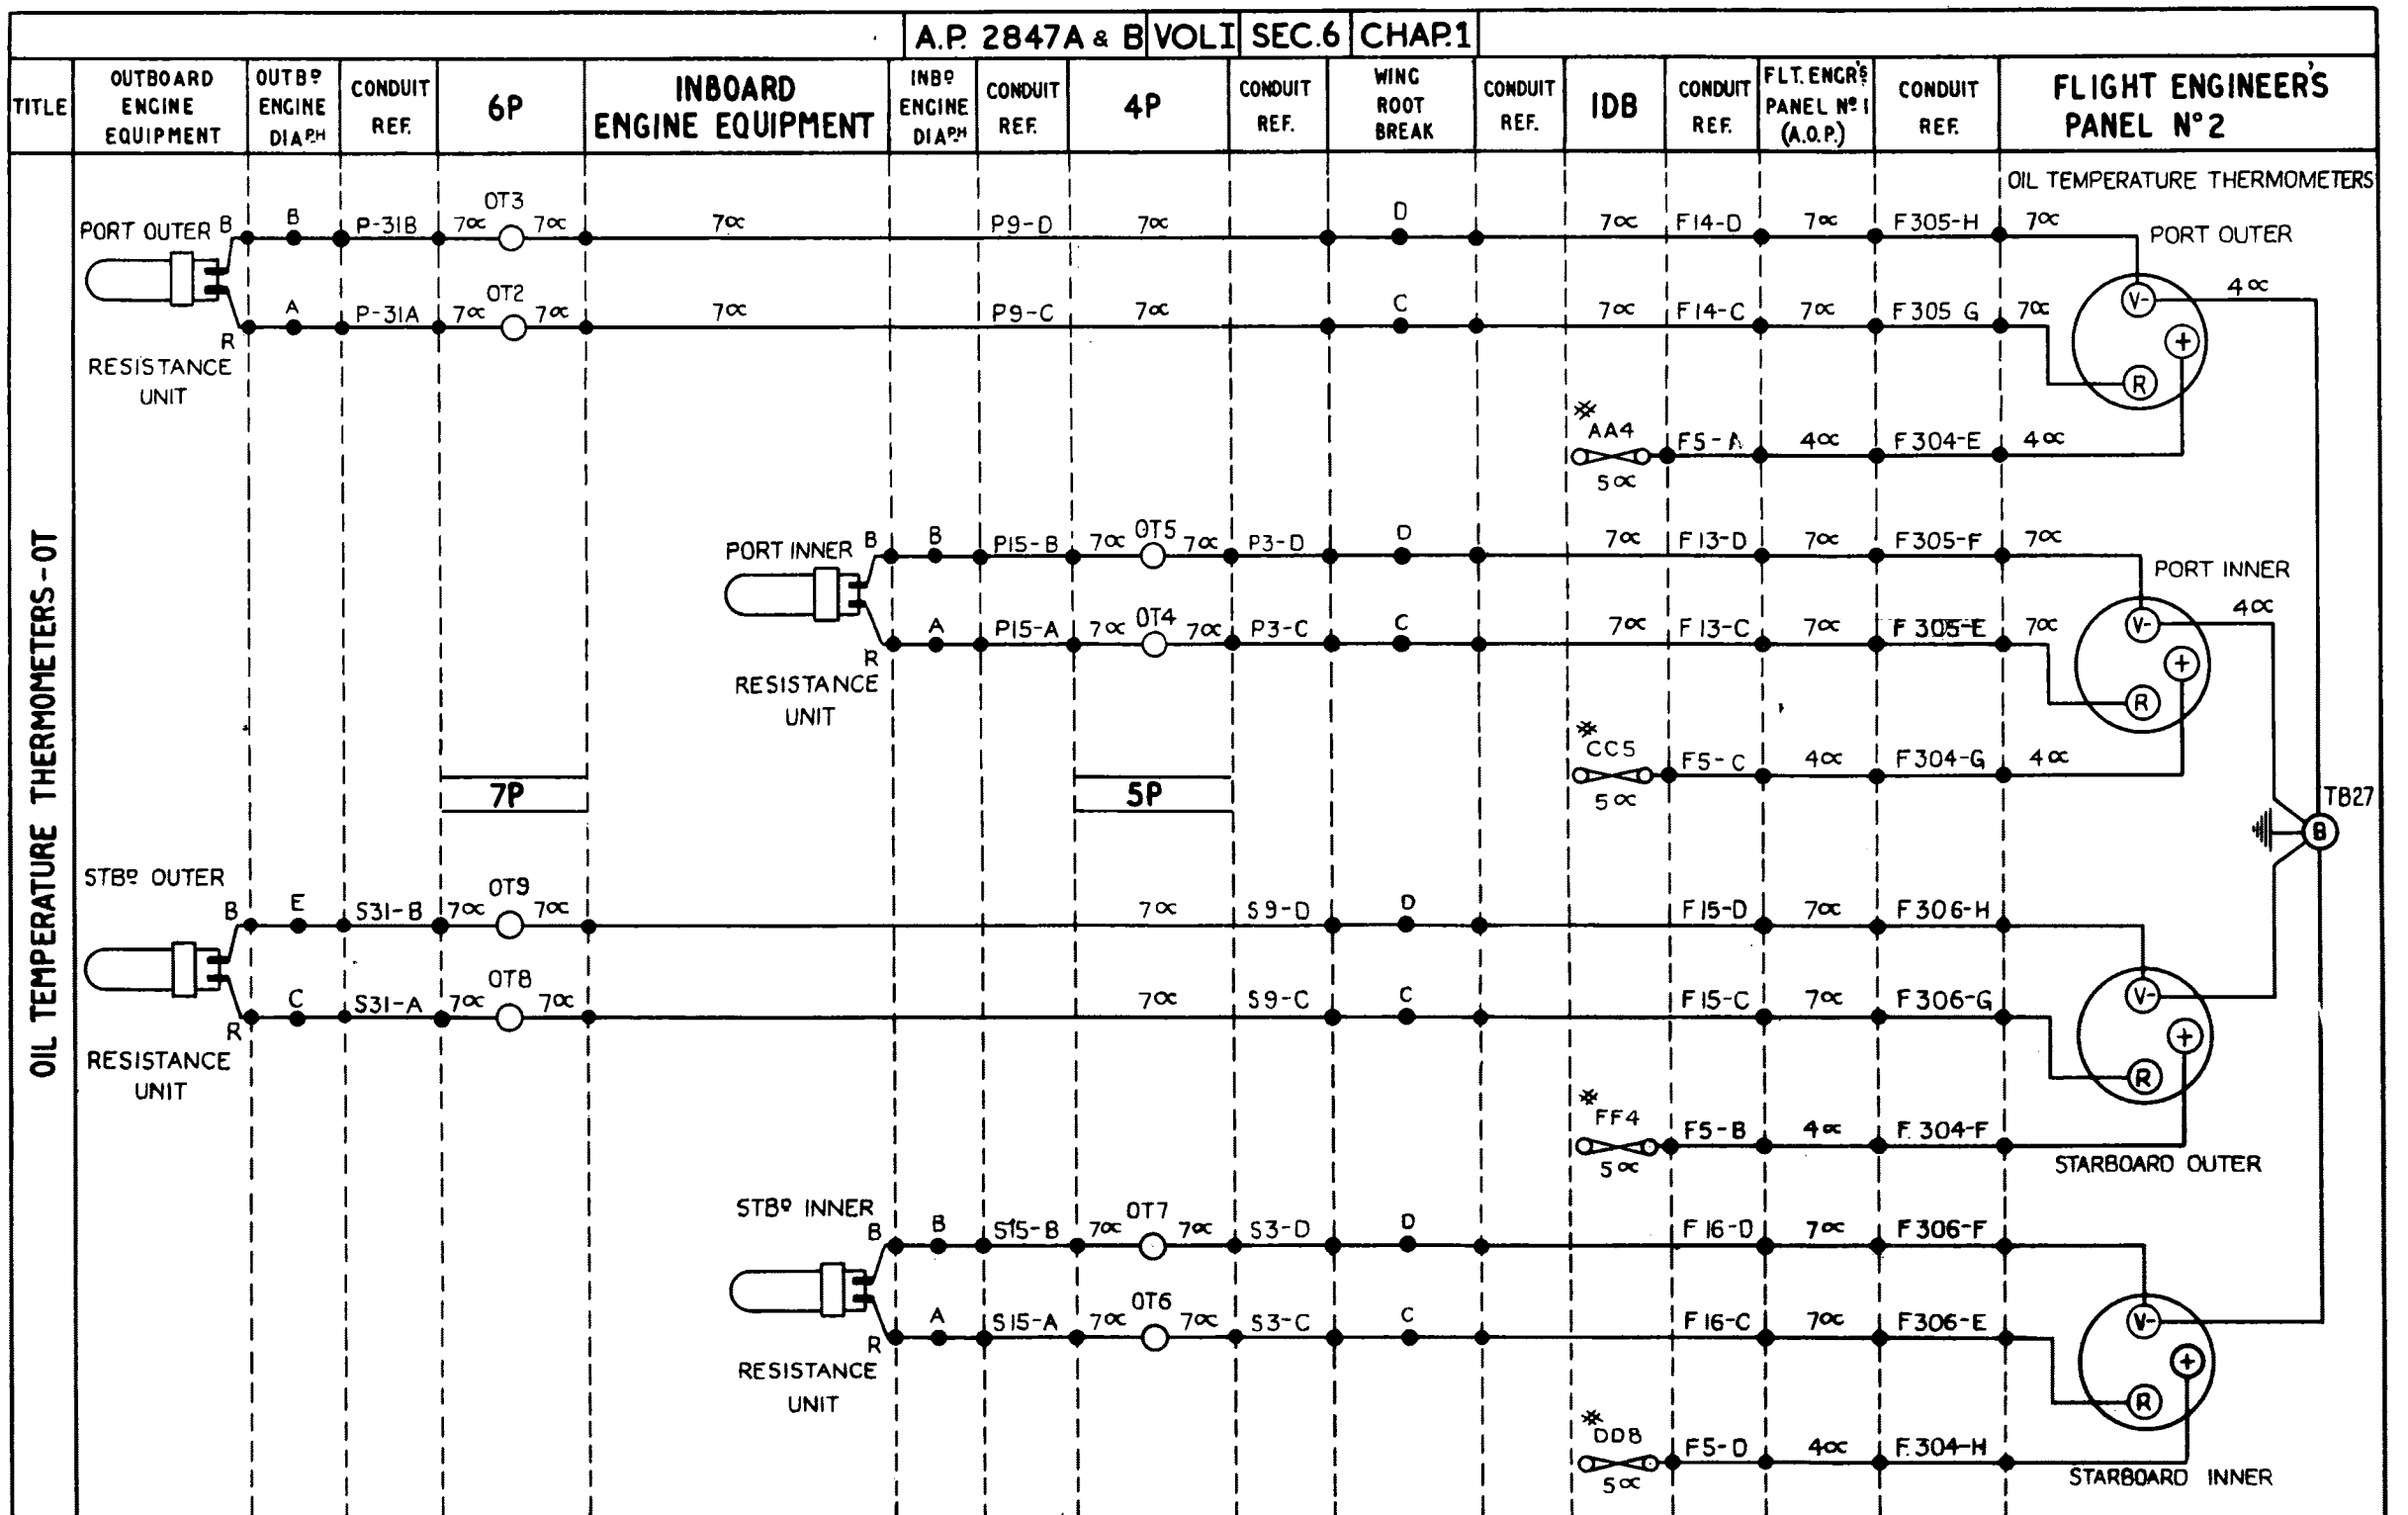 A.P. 2847A & B VOL I SEC.6 CHAP.1
TITLE
OUTBOARD ENGINE EQUIPMENT
OUTBD ENGINE DIAPH
CONDUIT REF.
6P
INBOARD ENGINE EQUIPMENT
INBD ENGINE DIAPH
CONDUIT REF.
4P
CONDUIT REF.
WING ROOT BREAK
CONDUIT REF.
IDB
CONDUIT REF.
FLT. ENGR'S PANEL No 1 (A.O.P.)
CONDUIT REF.
FLIGHT ENGINEER'S PANEL No 2
OIL TEMPERATURE THERMOMETERS-OT
OIL TEMPERATURE THERMOMETERS
PORT OUTER B B P-31B 7∝ OT3 7∝ 7∝ P9-D 7∝ D 7∝ F14-D 7∝ F305-H 7∝ PORT OUTER
V- 4∝
R A P-31A 7∝ OT2 7∝ 7∝ P9-C 7∝ C 7∝ F14-C 7∝ F305 G 7∝
+
R
RESISTANCE
UNIT
AA4 F5-A 4∝ F304-E 4∝
5∝
PORT INNER B B P15-B 7∝ OT5 7∝ P3-D D 7∝ F13-D 7∝ F305-F 7∝
PORT INNER
V- 4∝
R A P15-A 7∝ OT4 7∝ P3-C C 7∝ F13-C 7∝ F305-E 7∝
+
R
RESISTANCE
UNIT
CC5 F5-C 4∝ F304-G 4∝
5∝
7P 5P
TB27
B
STBD OUTER
B E S31-B 7∝ OT9 7∝ 7∝ S9-D D F15-D 7∝ F306-H
V-
R C S31-A 7∝ OT8 7∝ 7∝ S9-C C F15-C 7∝ F306-G
+
R
RESISTANCE
UNIT
FF4 F5-B 4∝ F.304-F
5∝
STARBOARD OUTER
STBD INNER
B B S15-B 7∝ OT7 7∝ S3-D D F16-D 7∝ F306-F
V-
R A S15-A 7∝ OT6 7∝ S3-C C F16-C 7∝ F306-E
+
R
RESISTANCE
UNIT
DD8 F5-D 4∝ F.304-H
5∝
STARBOARD INNER